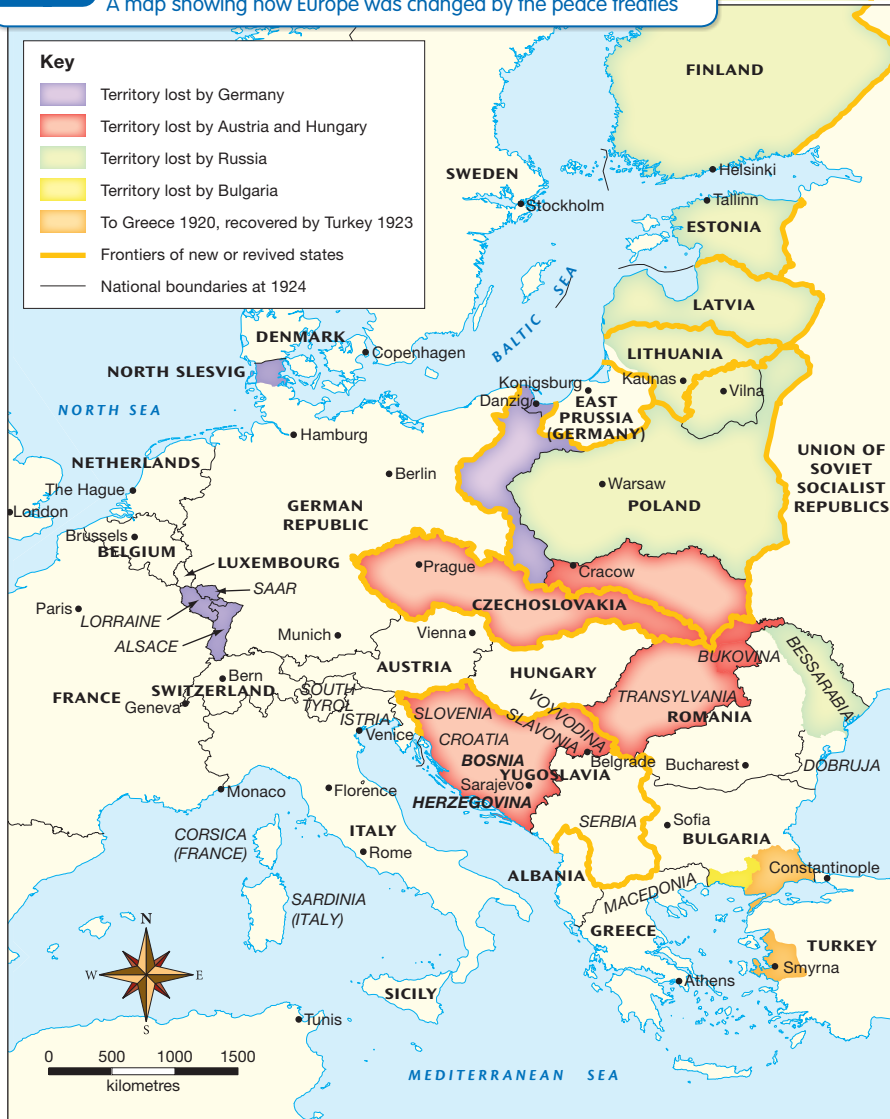 A map showing how Europe was changed by the peace treaties
Key
Territory lost by Germany
Territory lost by Austria and Hungary
Territory lost by Russia
Territory lost by Bulgaria
To Greece 1920, recovered by Turkey 1923
Frontiers of new or revived states
National boundaries at 1924
FINLAND
Helsinki
SWEDEN
Stockholm
Tallinn
ESTONIA
BALTIC SEA
LATVIA
DENMARK
Copenhagen
LITHUANIA
NORTH SLESVIG
Konigsburg
Kaunas
Vilna
Danzig
EAST
PRUSSIA
(GERMANY)
NORTH SEA
Hamburg
NETHERLANDS
Berlin
UNION OF
SOVIET
SOCIALIST
REPUBLICS
The Hague
Warsaw
London
GERMAN
REPUBLIC
POLAND
Brussels
BELGIUM
LUXEMBOURG
Prague
Cracow
SAAR
Paris
LORRAINE
CZECHOSLOVAKIA
ALSACE
Munich
Vienna
BUKOVINA
BESSARABIA
AUSTRIA
HUNGARY
Bern
FRANCE
SWITZERLAND
SOUTH
TYROL
TRANSYLVANIA
Geneva
ISTRIA
SLOVENIA
VOYVODINA
SLAVONIA
ROMANIA
Venice
CROATIA
BOSNIA
Belgrade
Bucharest
DOBRUJA
YUGOSLAVIA
Monaco
Florence
Sarajevo
HERZEGOVINA
CORSICA
(FRANCE)
ITALY
Rome
SERBIA
Sofia
BULGARIA
ALBANIA
Constantinople
MACEDONIA
SARDINIA
(ITALY)
GREECE
TURKEY
Smyrna
N
W
E
S
SICILY
Athens
Tunis
0 500 1000 1500
kilometres
MEDITERRANEAN SEA